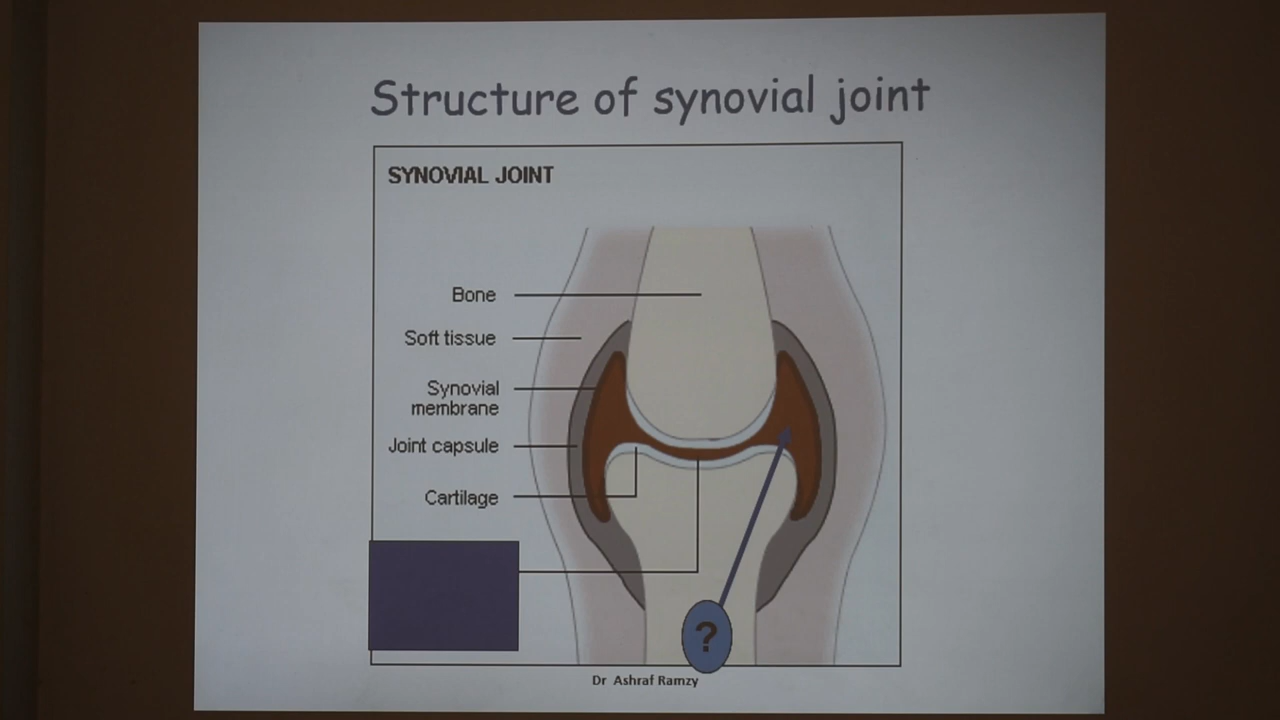 Structure of synovial joint
SYNOVIAL JOINT
Bone
Soft tissue
Synovial
membrane
Joint capsule
Cartilage
?
Dr Ashraf Ramzy